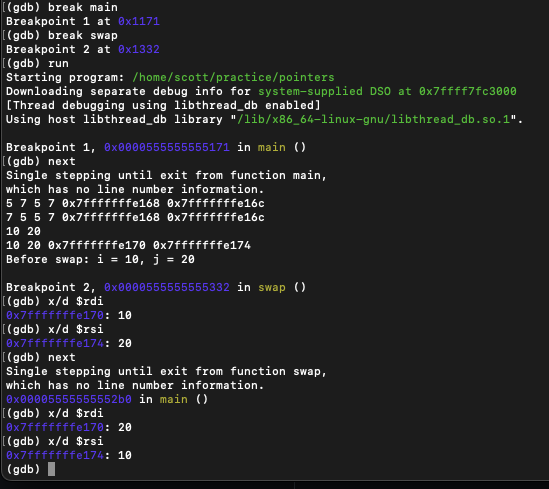 (gdb) break main
Breakpoint 1 at 0x1171
(gdb) break swap
Breakpoint 2 at 0x1332
(gdb) run
Starting program: /home/scott/practice/pointers
Downloading separate debug info for system-supplied DSO at 0x7ffff7fc3000
[Thread debugging using libthread_db enabled]
Using host libthread_db library "/lib/x86_64-linux-gnu/libthread_db.so.1".
Breakpoint 1, 0x0000555555555171 in main ()
(gdb) next
Single stepping until exit from function main,
which has no line number information.
5 7 5 7 0x7fffffffe168 0x7fffffffe16c
7 5 5 7 0x7fffffffe168 0x7fffffffe16c
10 20
10 20 0x7fffffffe170 0x7fffffffe174
Before swap: i = 10, j = 20
Breakpoint 2, 0x0000555555555332 in swap ()
(gdb) x/d $rdi
0x7fffffffe170: 10
(gdb) x/d $rsi
0x7fffffffe174: 20
(gdb) next
Single stepping until exit from function swap,
which has no line number information.
0x00005555555552b0 in main ()
(gdb) x/d $rdi
0x7fffffffe170: 20
(gdb) x/d $rsi
0x7fffffffe174: 10
(gdb)